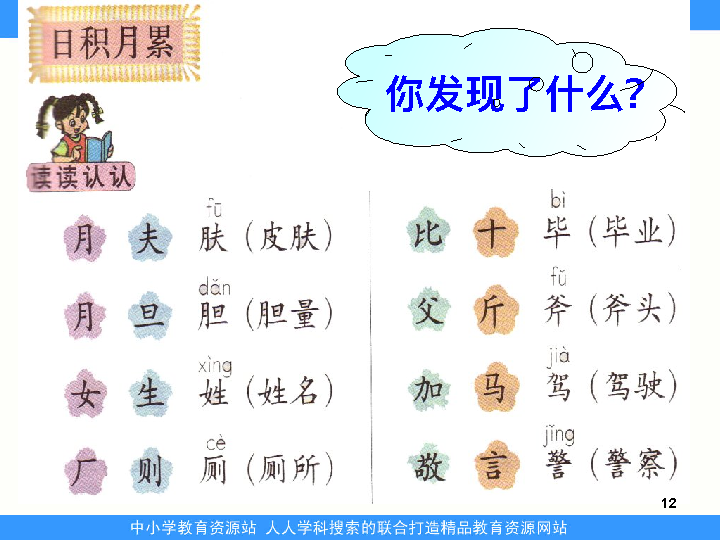 日积月累
你发现了什么?
读读认认
fū
月 夫 肤（皮肤）
dǎn
月 旦 胆（胆量）
xìng
女 生 姓（姓名）
cè
厂 则 厕（厕所）
bì
比 十 毕（毕业）
fǔ
父 斤 斧（斧头）
jià
加 马 驾（驾驶）
jǐng
敬 言 警（警察）
12
中小学教育资源站 人人学科搜索的联合打造精品教育资源网站